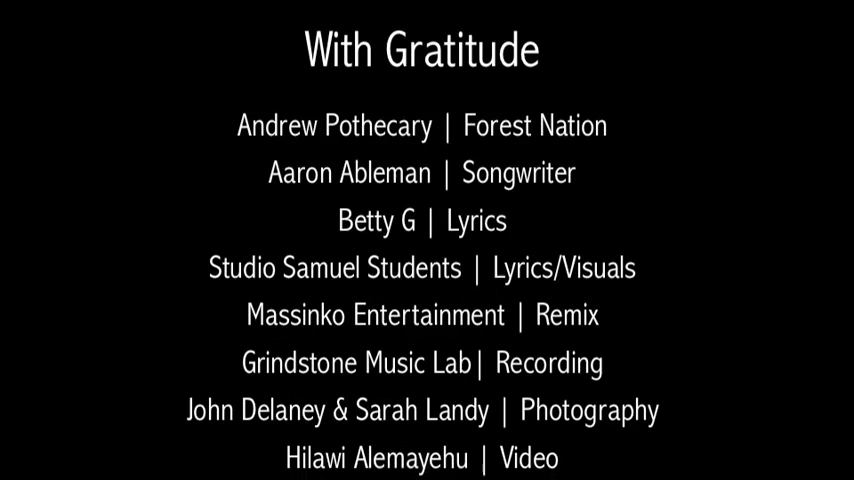 With Gratitude
Andrew Pothecary | Forest Nation
Aaron Ableman | Songwriter
Betty G | Lyrics
Studio Samuel Students | Lyrics/Visuals
Massinko Entertainment | Remix
Grindstone Music Lab| Recording
John Delaney & Sarah Landy | Photography
Hilawi Alemayehu | Video